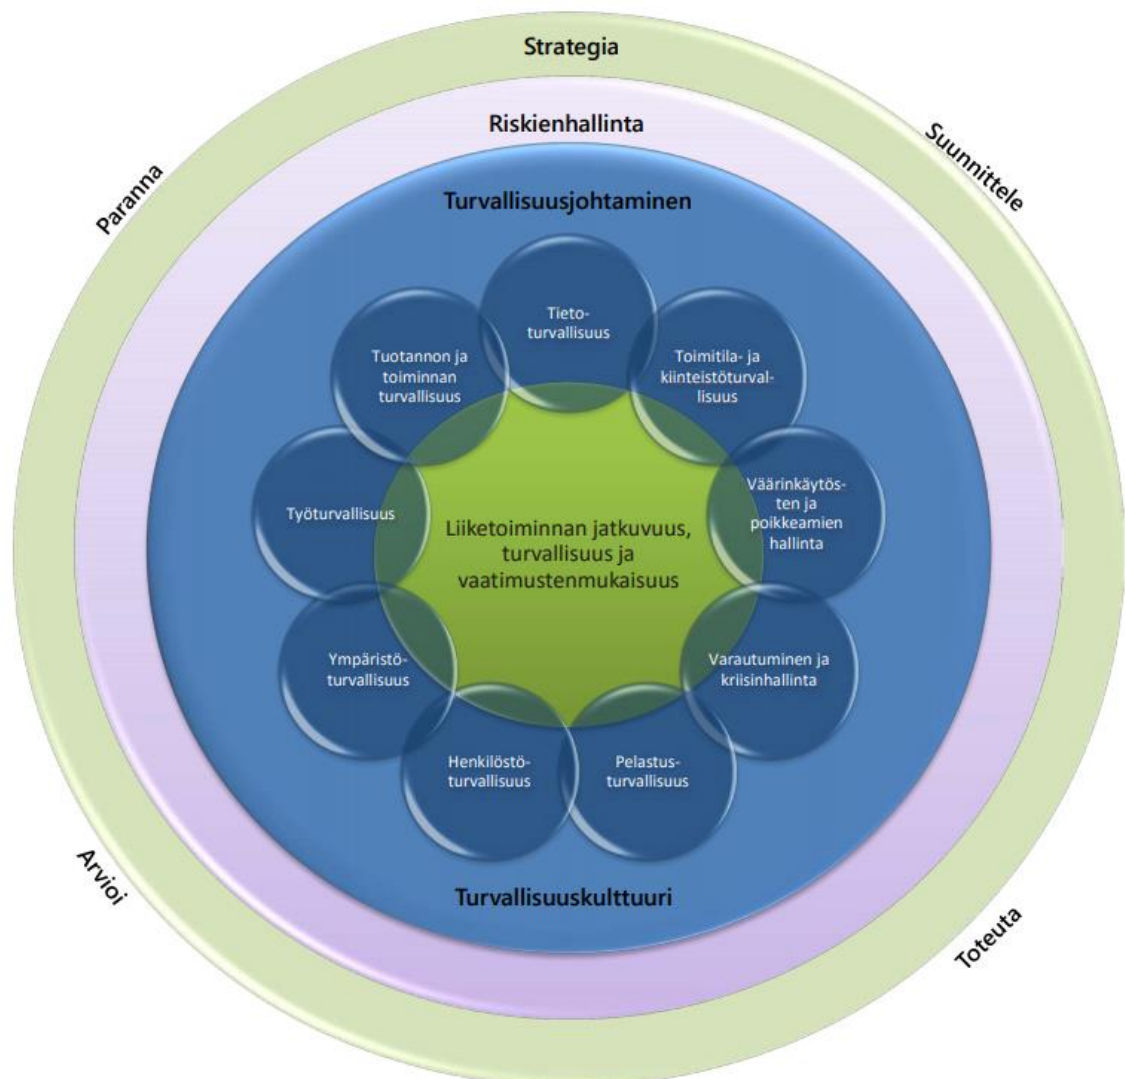 Strategia
Riskienhallinta
Suunnittele
Paranna
Turvallisuusjohtaminen
Tieto-
turvallisuus
Tuotannon ja
toiminnan
turvallisuus
Toimitila- ja
kiinteistöturval-
lisuus
Työturvallisuus
Väärinkäytös-
ten ja
poikkeamien
hallinta
Liiketoiminnan jatkuvuus,
turvallisuus ja
vaatimustenmukaisuus
Ympäristö-
turvallisuus
Varautuminen ja
kriisinhallinta
Henkilöstö-
turvallisuus
Pelastus-
turvallisuus
Arvioi
Turvallisuuskulttuuri
Toteuta